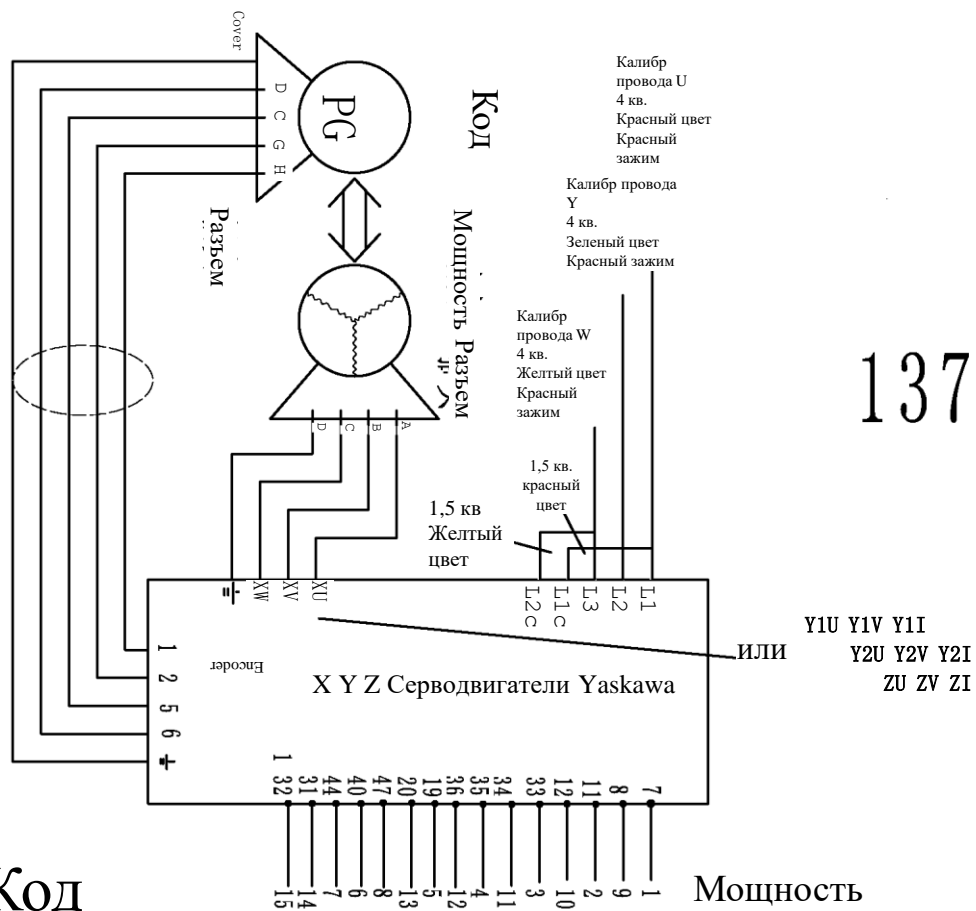 Cover
D
C
G
H
PG
Код
Разъем
Мощность Разъем
D
C
B
A
Калибр
провода U
4 кв.
Красный цвет
Красный
зажим
Калибр провода
Y
4 кв.
Зеленый цвет
Красный зажим
Калибр
провода W
4 кв.
Желтый цвет
Красный
зажим
137
1,5 кв.
красный
цвет
1,5 кв
Желтый
цвет
XW
XV
XU
L2c
L1c
L3
L2
L1
или
Y1U Y1V Y1I
Y2U Y2V Y2I
ZU ZV ZI
1
2
5
6
Encoder
X Y Z Серводвигатели Yaskawa
1
32
31
44
40
47
20
19
36
35
34
33
12
11
8
7
15
14
7
6
8
13
5
12
4
11
3
10
2
9
1
Код
Мощность